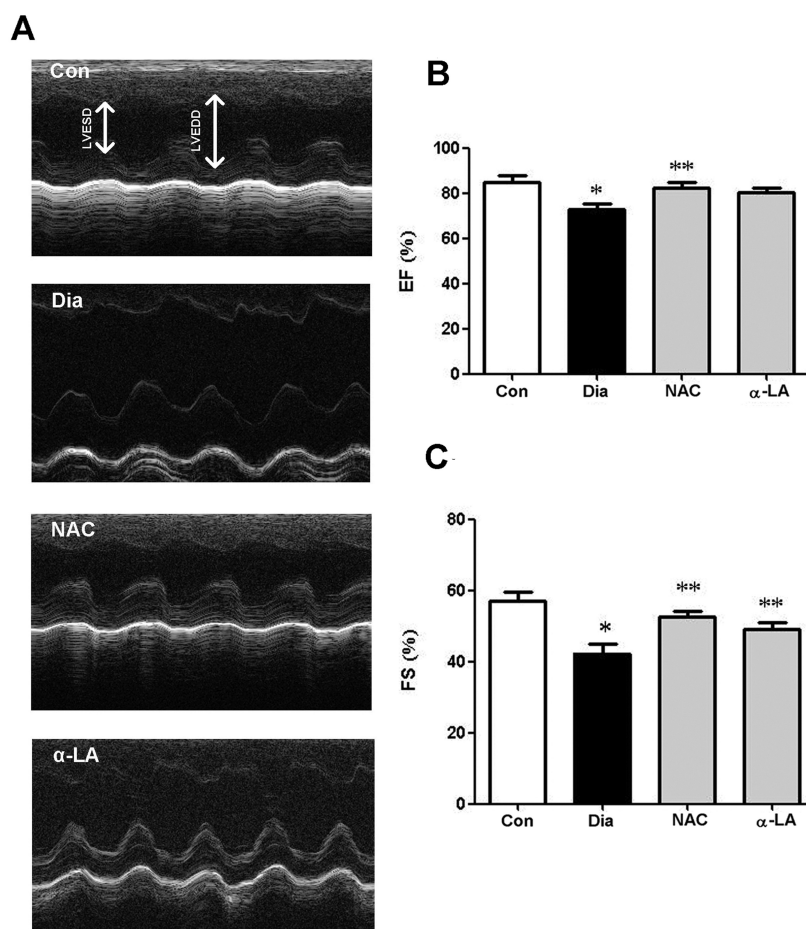 A
Con
LVESD
LVEDD
Dia
NAC
α-LA
B
100
80
60
40
20
0
EF (%)
*
**
Con Dia NAC α-LA
C
80
60
40
20
0
FS (%)
*
**
**
Con Dia NAC α-LA